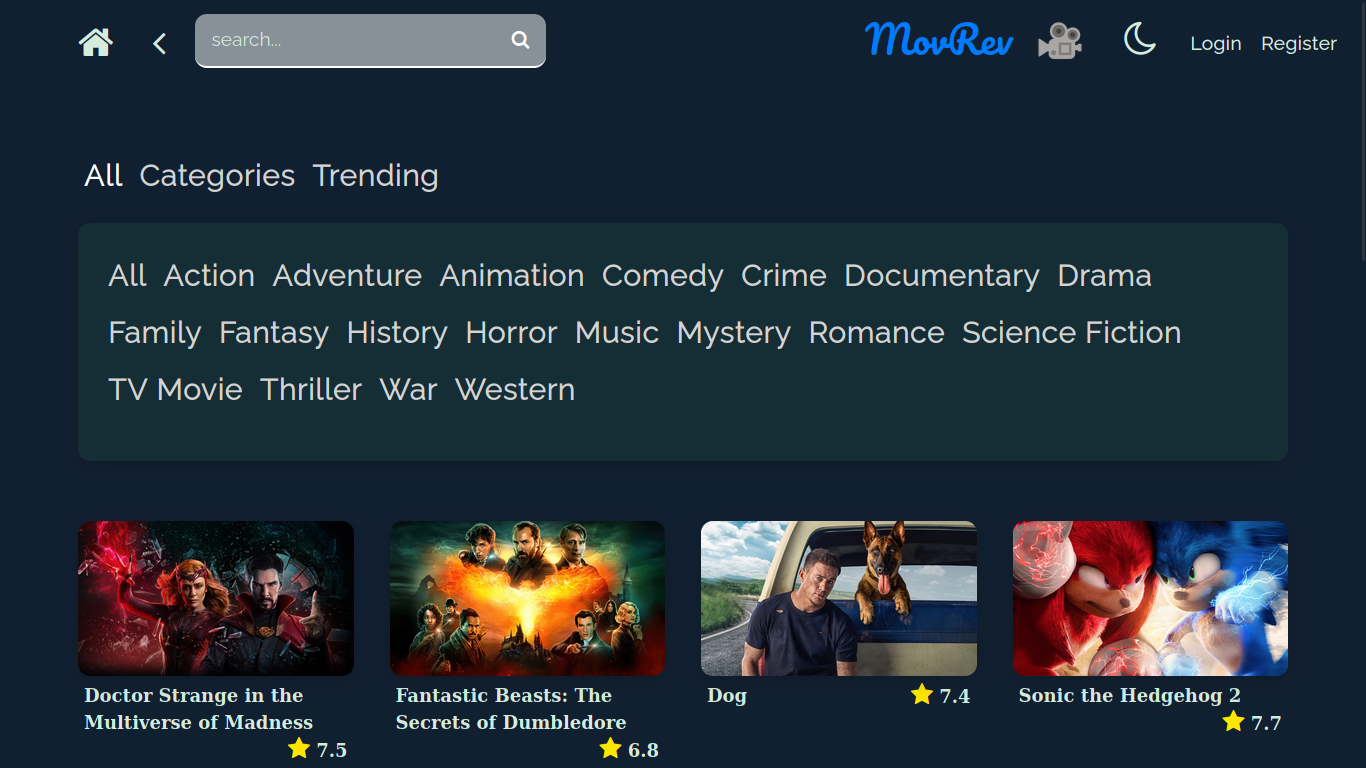 search...
MovRev
Login Register
All Categories Trending
All Action Adventure Animation Comedy Crime Documentary Drama
Family Fantasy History Horror Music Mystery Romance Science Fiction
TV Movie Thriller War Western
Doctor Strange in the
Multiverse of Madness
7.5
Fantastic Beasts: The
Secrets of Dumbledore
6.8
Dog
7.4
Sonic the Hedgehog 2
7.7